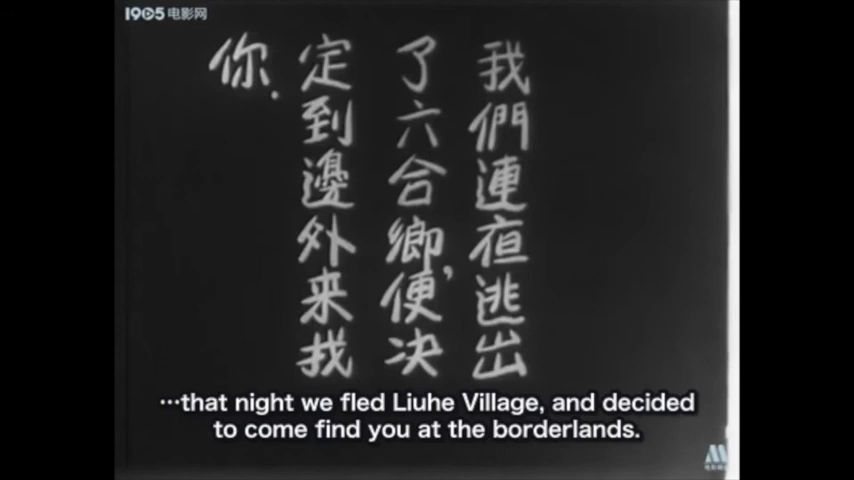 1905电影网
我們連夜逃出
了六合鄉,便决
定到邊外来找
你.
…that night we fled Liuhe Village, and decided
to come find you at the borderlands.